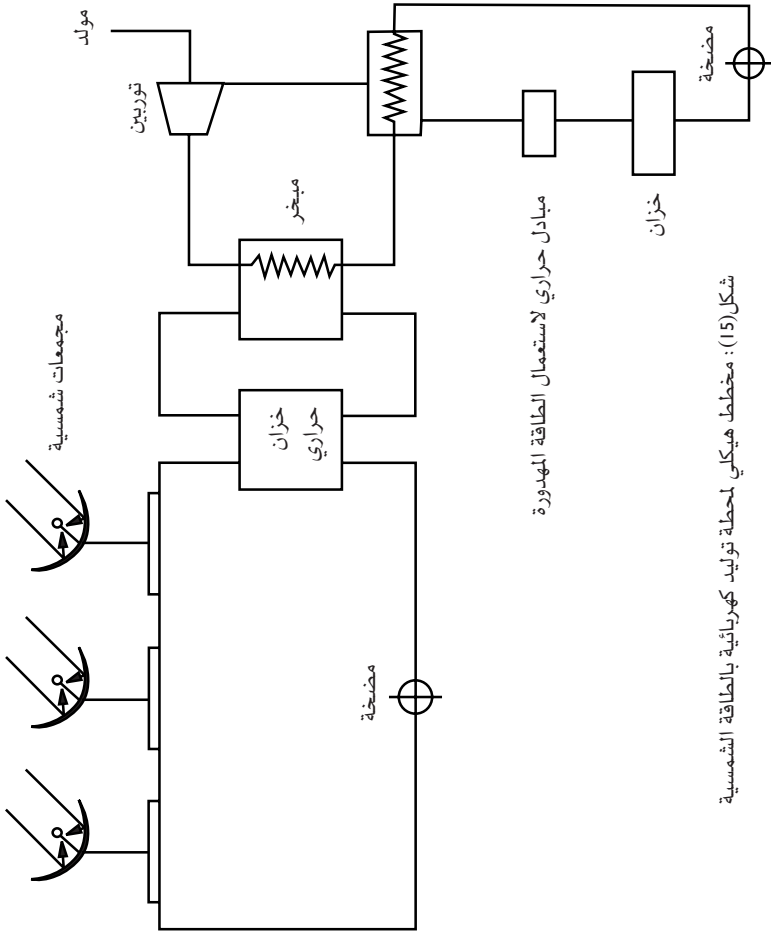 مولد
توربين
مبخر
مجمعات شمسية
خزان
حراري
مضخة
مضخة
خزان
مبادل حراري لاستعمال الطاقة المهدورة
شكل(15): مخطط هيكلي لمحطة توليد كهربائية بالطاقة الشمسية